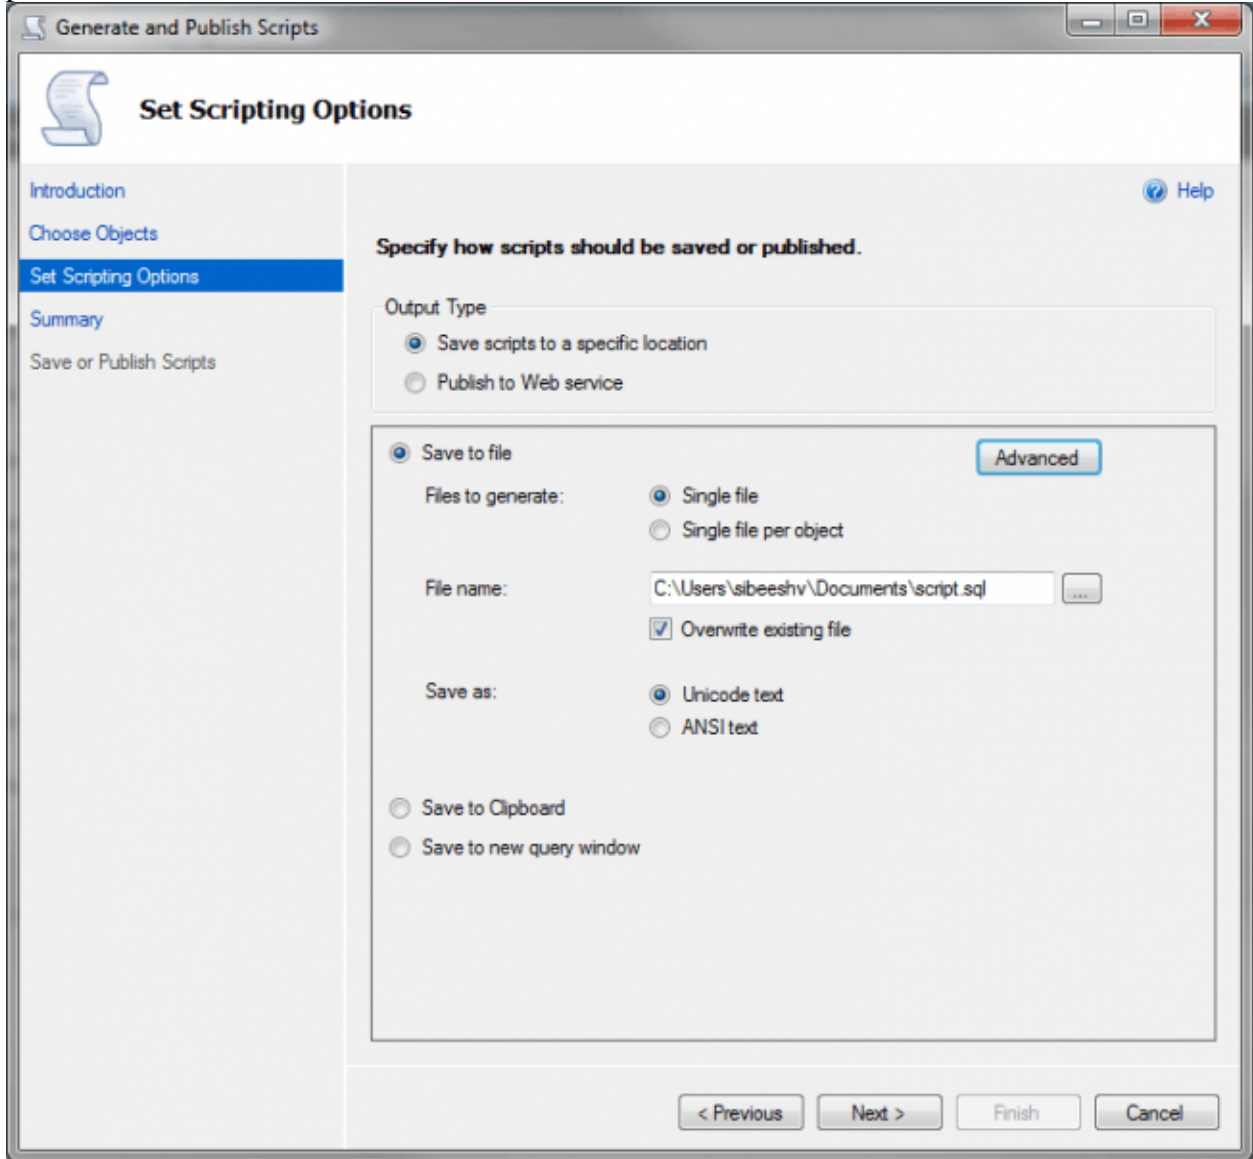 Generate and Publish Scripts
Set Scripting Options
Introduction
Choose Objects
Set Scripting Options
Summary
Save or Publish Scripts
Help
Specify how scripts should be saved or published.
Output Type
Save scripts to a specific location
Publish to Web service
Save to file
Advanced
Files to generate:
Single file
Single file per object
File name:
C:\Users\sibeeshv\Documents\script.sql
...
Overwrite existing file
Save as:
Unicode text
ANSI text
Save to Clipboard
Save to new query window
< Previous
Next >
Finish
Cancel